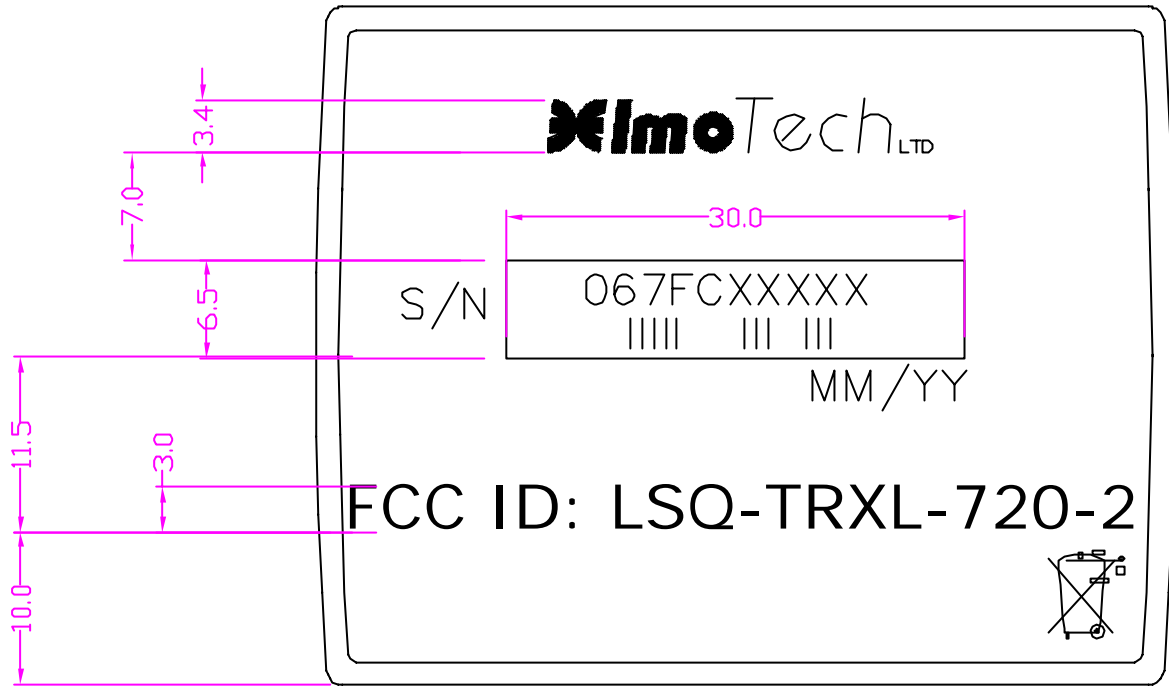 ElmoTech LTD
3.4
7.0
30.0
S/N 067FCXXXXX
6.5
MM/YY
11.5
3.0
FCC ID: LSQ-TRXL-720-2
10.0